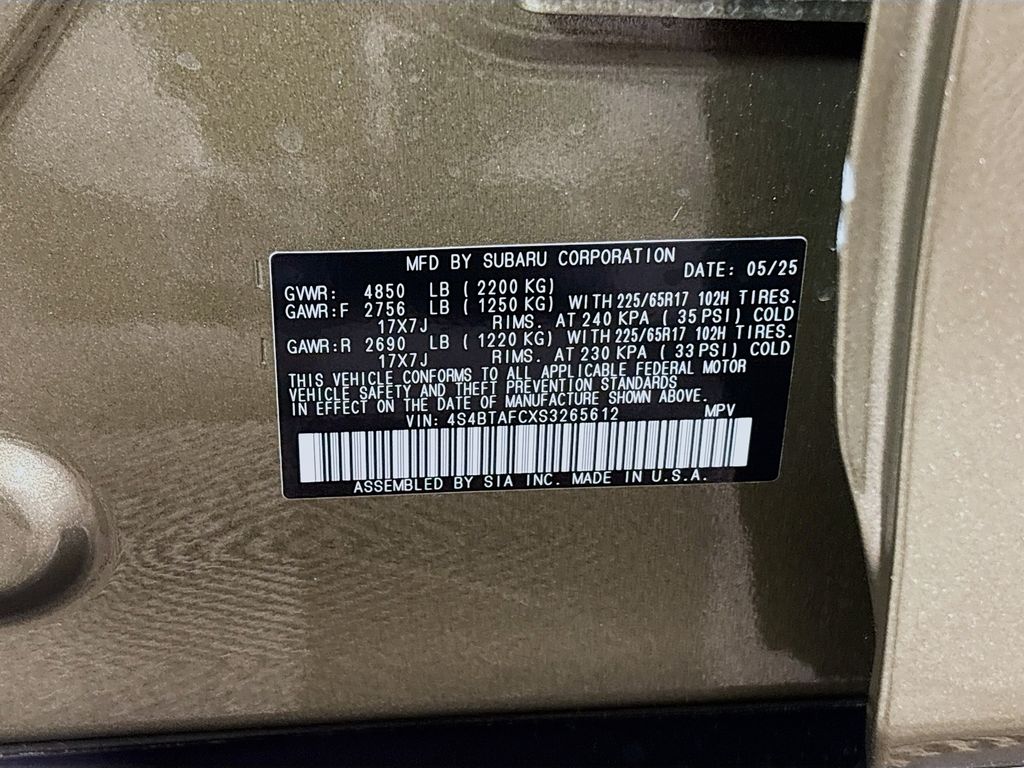 MFD BY SUBARU CORPORATION
DATE: 05/25
GVWR: 4850 LB (2200 KG)
GAWR:F 2756 LB (1250 KG) WITH 225/65R17 102H TIRES.
17X7J RIMS. AT 240 KPA (35 PSI) COLD
GAWR:R 2690 LB (1220 KG) WITH 225/65R17 102H TIRES.
17X7J RIMS. AT 230 KPA (33 PSI) COLD
THIS VEHICLE CONFORMS TO ALL APPLICABLE FEDERAL MOTOR
VEHICLE SAFETY AND THEFT PREVENTION STANDARDS
IN EFFECT ON THE DATE OF MANUFACTURE SHOWN ABOVE.
VIN: 4S4BTAFCXS3265612 MPV
ASSEMBLED BY SIA INC. MADE IN U.S.A.